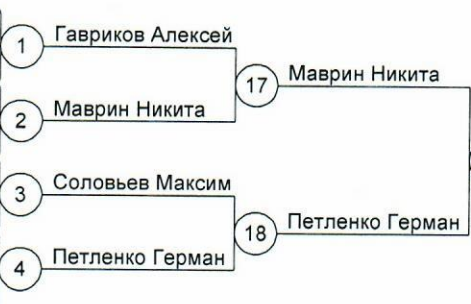 1 Гавриков Алексей
17 Маврин Никита
2 Маврин Никита
3 Соловьев Максим
18 Петленко Герман
4 Петленко Герман